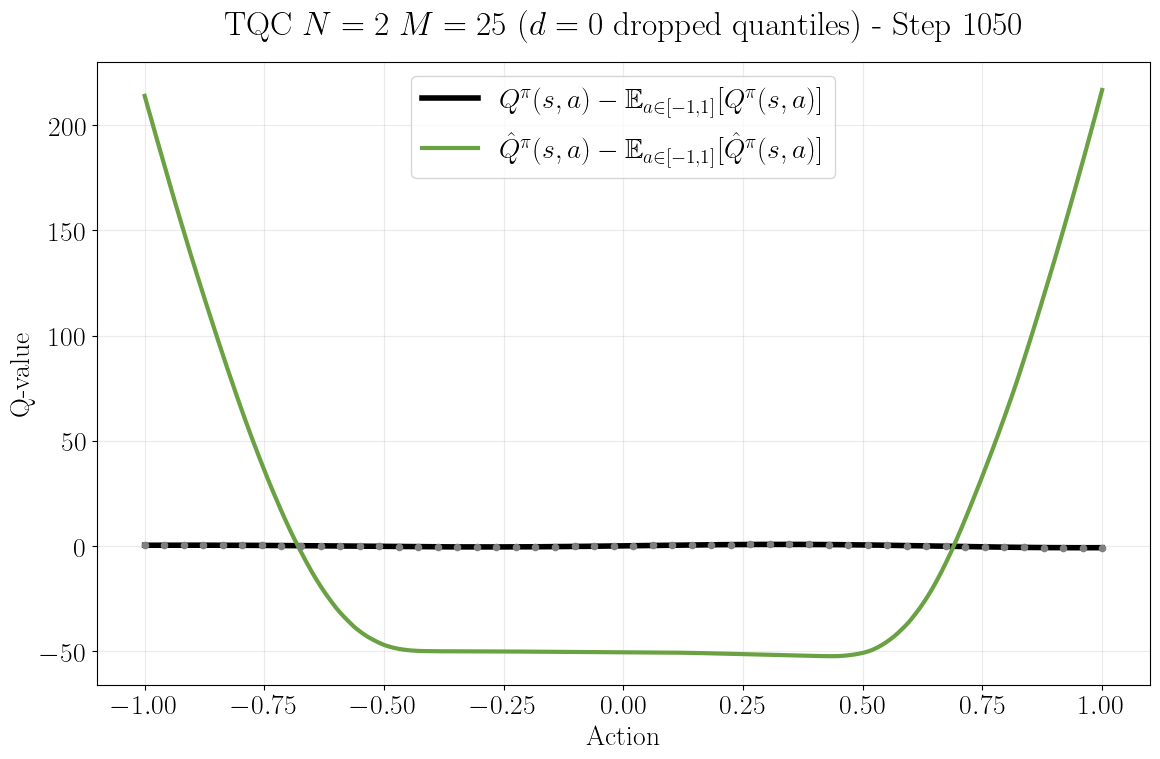 TQC N = 2 M = 25 (d = 0 dropped quantiles) - Step 1050
Q^π(s, a) − 𝔼_{a∈[−1,1]}[Q^π(s, a)]
Q̂^π(s, a) − 𝔼_{a∈[−1,1]}[Q̂^π(s, a)]
200
150
100
50
0
−50
Q-value
−1.00 −0.75 −0.50 −0.25 0.00 0.25 0.50 0.75 1.00
Action